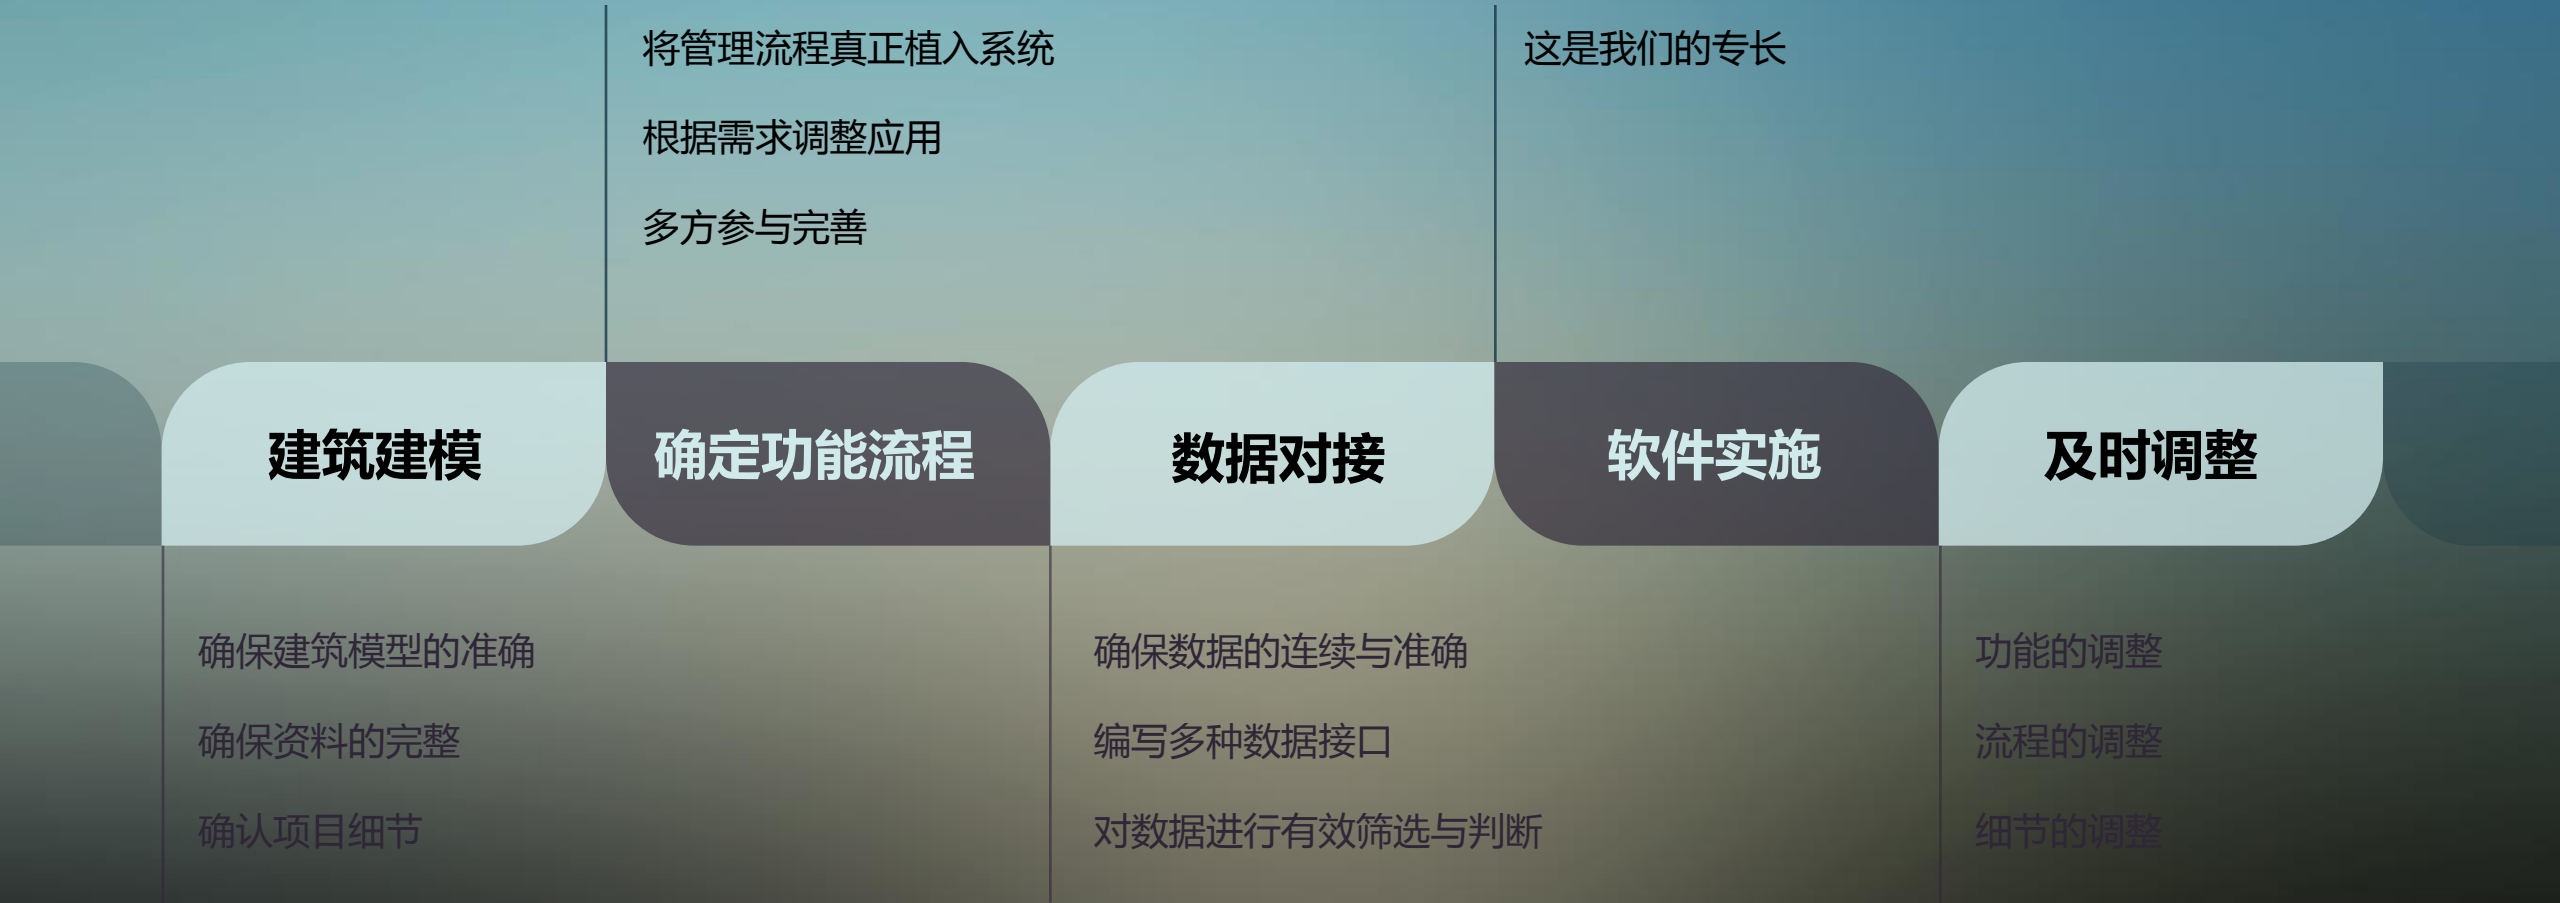 将管理流程真正植入系统
根据需求调整应用
多方参与完善
这是我们的专长
建筑建模
确定功能流程
数据对接
软件实施
及时调整
确保建筑模型的准确
确保资料的完整
确认项目细节
确保数据的连续与准确
编写多种数据接口
对数据进行有效筛选与判断
功能的调整
流程的调整
细节的调整